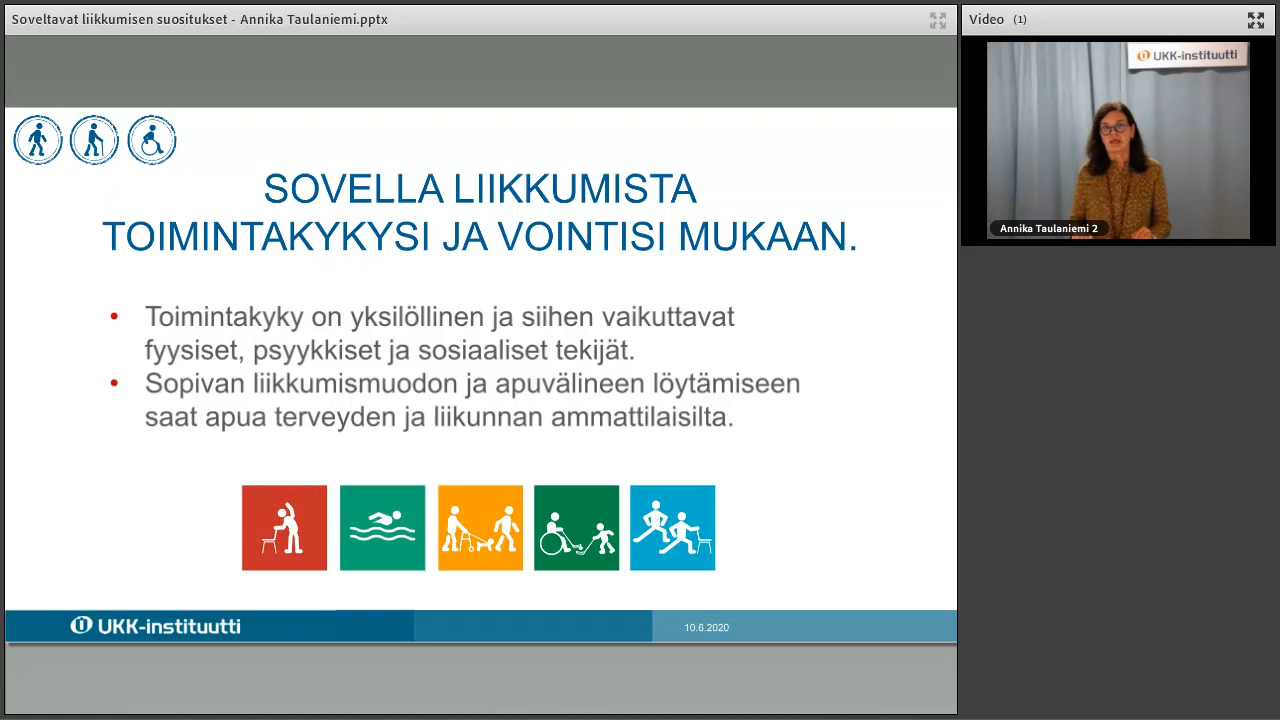 Soveltavat liikkumisen suositukset - Annika Taulaniemi.pptx
Video (1)
UKK-instituutti
Annika Taulaniemi 2
SOVELLA LIIKKUMISTA
TOIMINTAKYKYSI JA VOINTISI MUKAAN.
• Toimintakyky on yksilöllinen ja siihen vaikuttavat
fyysiset, psyykkiset ja sosiaaliset tekijät.
• Sopivan liikkumismuodon ja apuvälineen löytämiseen
saat apua terveyden ja liikunnan ammattilaisilta.
UKK-instituutti
10.6.2020